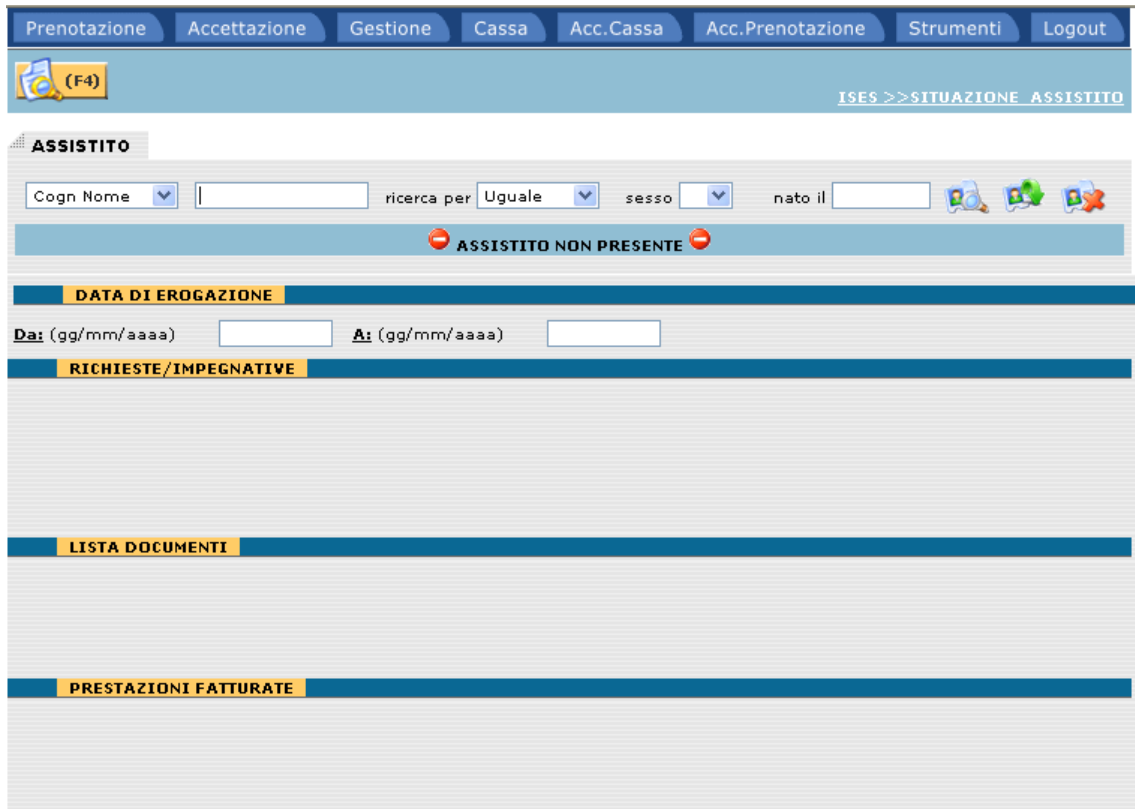 Prenotazione Accettazione Gestione Cassa Acc.Cassa Acc.Prenotazione Strumenti Logout
(F4)
ISES >>SITUAZIONE ASSISTITO
ASSISTITO
Cogn Nome ricerca per Uguale sesso nato il
ASSISTITO NON PRESENTE
DATA DI EROGAZIONE
Da: (gg/mm/aaaa) A: (gg/mm/aaaa)
RICHIESTE/IMPEGNATIVE
LISTA DOCUMENTI
PRESTAZIONI FATTURATE